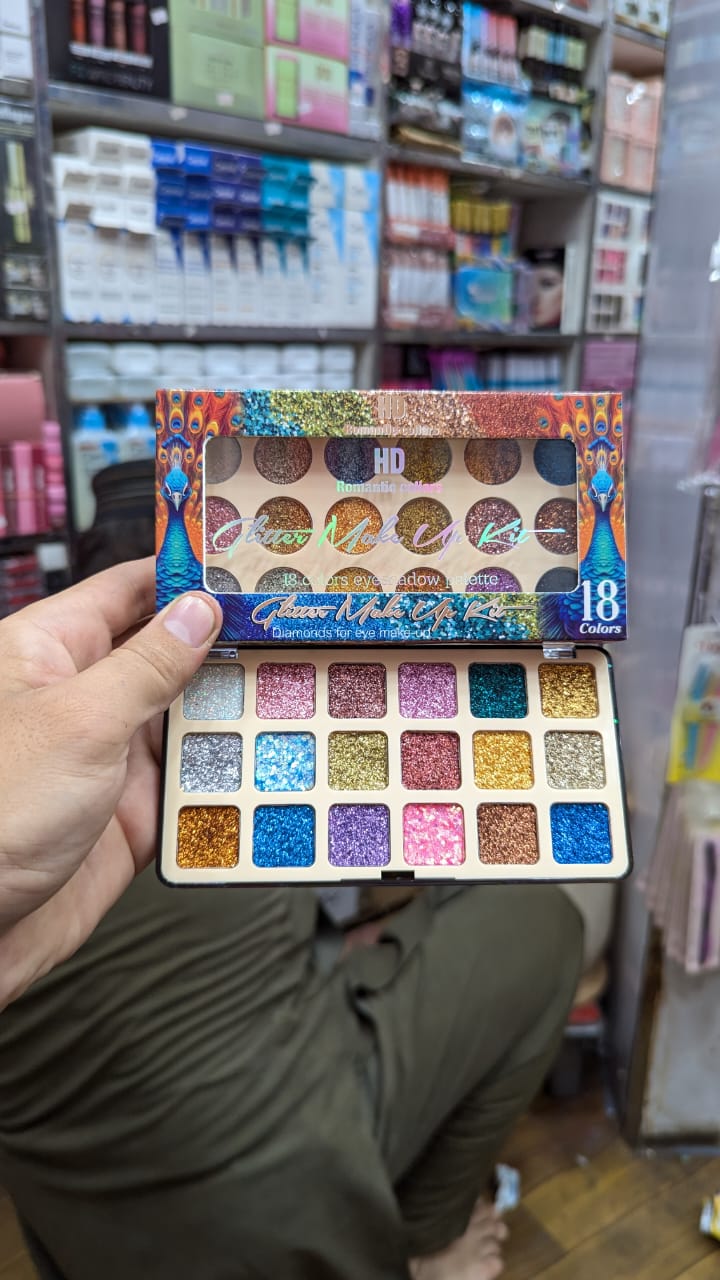 HD
Romantic colors
HD
Romantic colors
Glitter Make Up Kit
18 colors eyeshadow palette
Glitter Make Up Kit
Diamonds for eye make-up
18
Colors